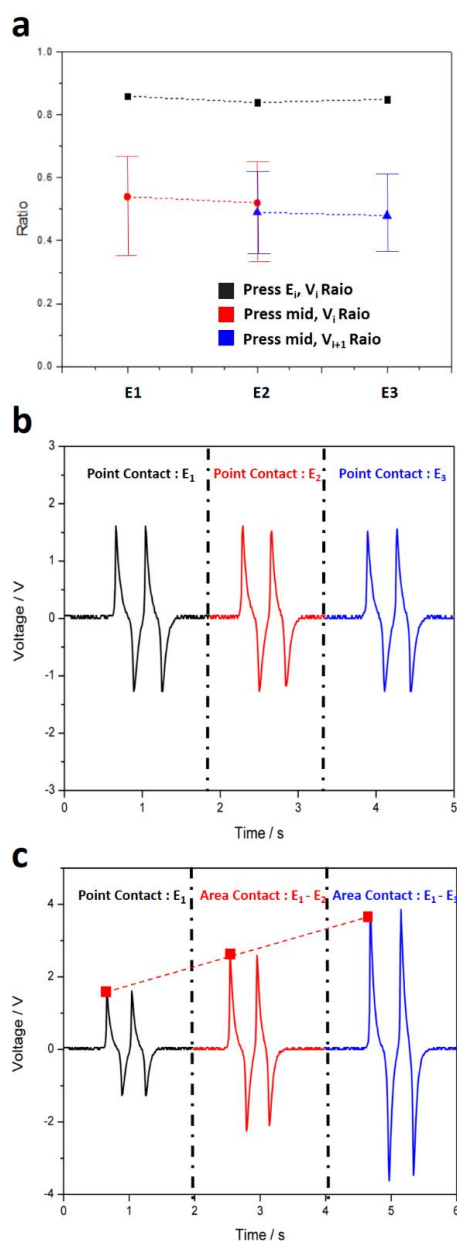 a
1.0
0.8
0.6
0.4
0.2
0.0
Ratio
Press Ei, Vi Raio
Press mid, Vi Raio
Press mid, Vi+1 Raio
E1 E2 E3
b
3
2
1
0
-1
-2
-3
Voltage / V
Point Contact : E1 Point Contact : E2 Point Contact : E3
0 1 2 3 4 5
Time / s
c
4
2
0
-2
-4
Voltage / V
Point Contact : E1 Area Contact : E1 - E2 Area Contact : E1 - E3
0 1 2 3 4 5 6
Time / s